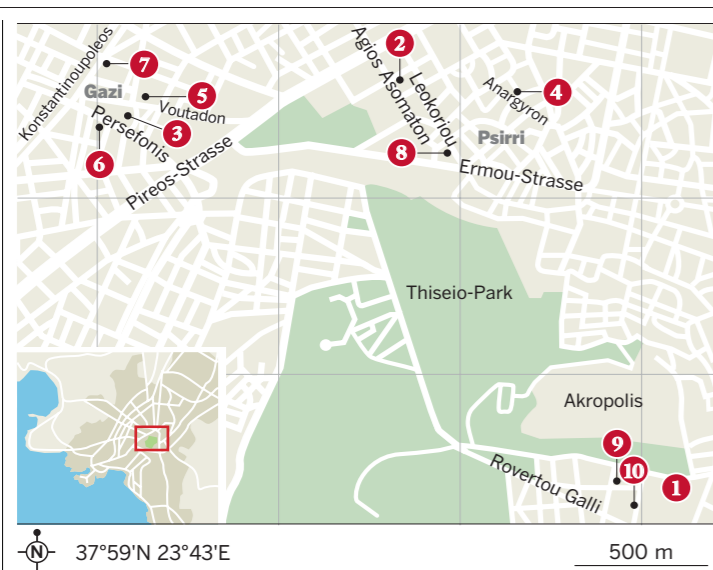 Konstantinoupoleos
7
Gazi
5
Voutadon
3
Persefonis
6
Pireos-Strasse
2
Agios Asomaton
Leokoriou
Anargyron
4
Psirri
8
Ermou-Strasse
Thiseio-Park
Akropolis
9
10
1
Rovertou Galli
N 37°59'N 23°43'E
500 m